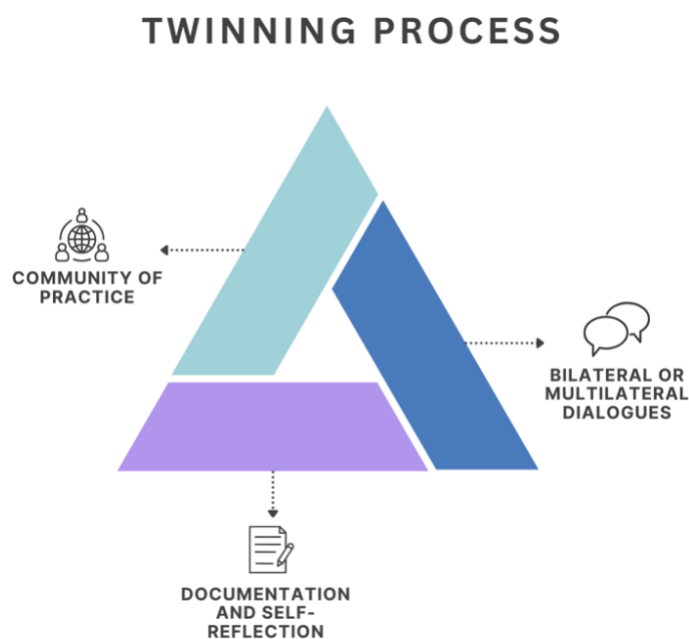 TWINNING PROCESS
COMMUNITY OF
PRACTICE
BILATERAL OR
MULTILATERAL
DIALOGUES
DOCUMENTATION
AND SELF-
REFLECTION